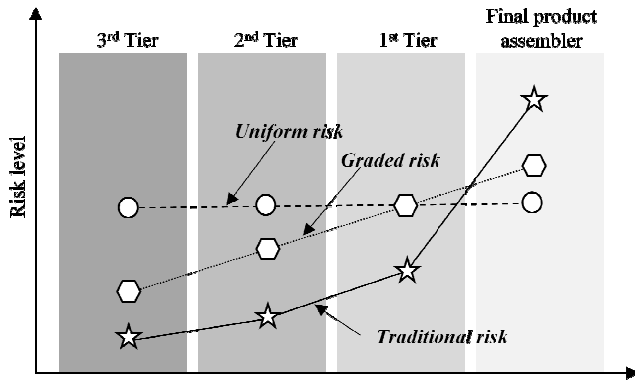 Final product
assembler
3rd Tier
2nd Tier
1st Tier
Uniform risk
Graded risk
Risk level
Traditional risk